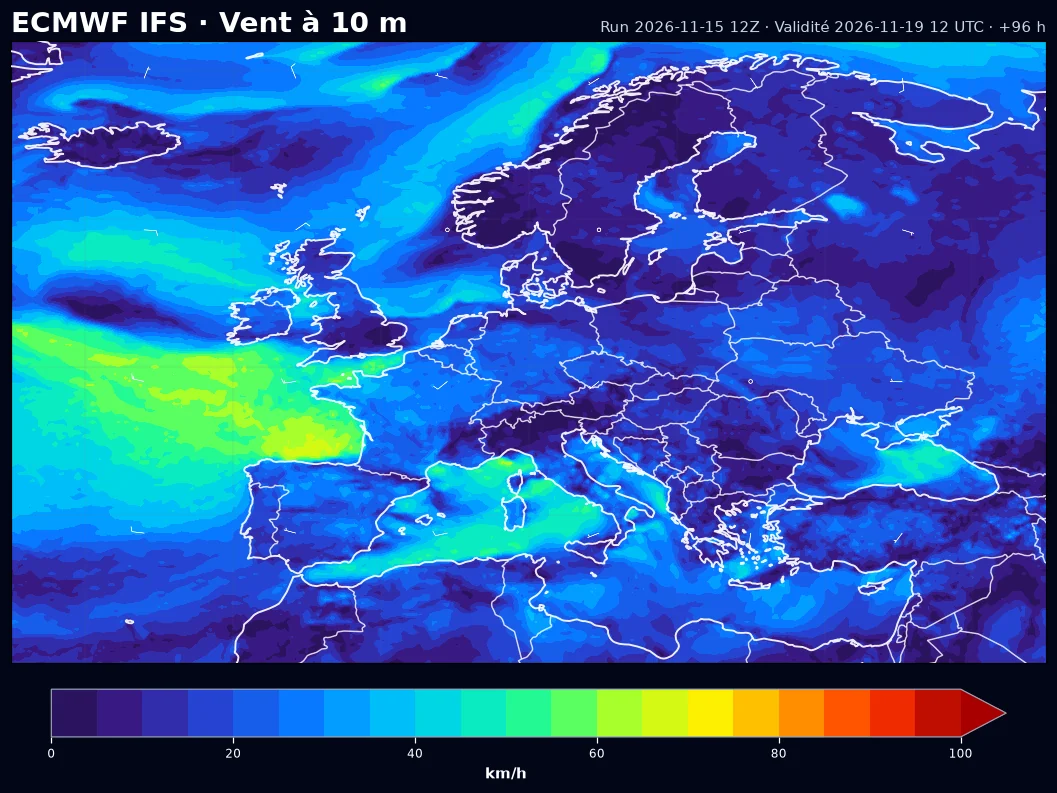 ECMWF IFS · Vent à 10 m
Run 2026-11-15 12Z · Validité 2026-11-19 12 UTC · +96 h
0 20 40 60 80 100
km/h